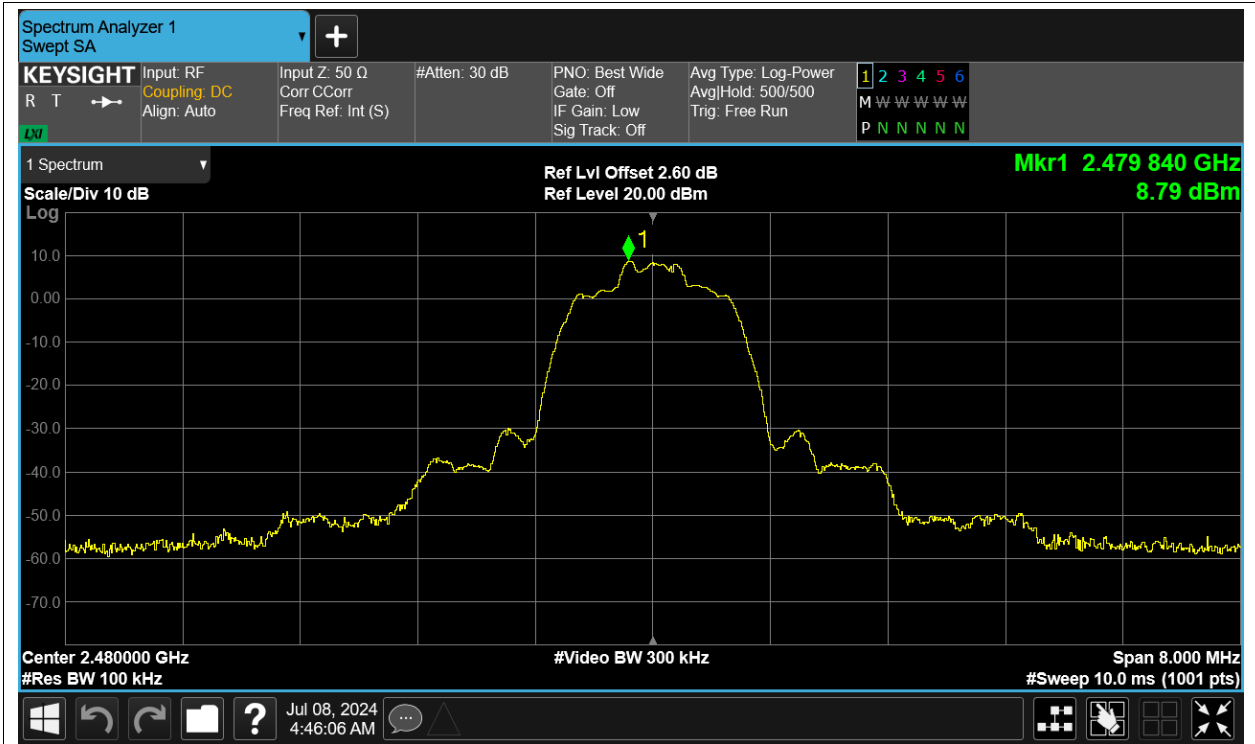 Spectrum Analyzer 1
Swept SA
+
KEYSIGHT
R T
LXI
Input: RF
Coupling: DC
Align: Auto
Input Z: 50 Ω
Corr CCorr
Freq Ref: Int (S)
#Atten: 30 dB
PNO: Best Wide
Gate: Off
IF Gain: Low
Sig Track: Off
Avg Type: Log-Power
Avg|Hold: 500/500
Trig: Free Run
1 2 3 4 5 6
M W W W W W
P N N N N N
1 Spectrum
Scale/Div 10 dB
Log
Ref Lvl Offset 2.60 dB
Ref Level 20.00 dBm
Mkr1 2.479 840 GHz
8.79 dBm
1
10.0
0.00
-10.0
-20.0
-30.0
-40.0
-50.0
-60.0
-70.0
Center 2.480000 GHz
#Res BW 100 kHz
#Video BW 300 kHz
Span 8.000 MHz
#Sweep 10.0 ms (1001 pts)
?
Jul 08, 2024
4:46:06 AM